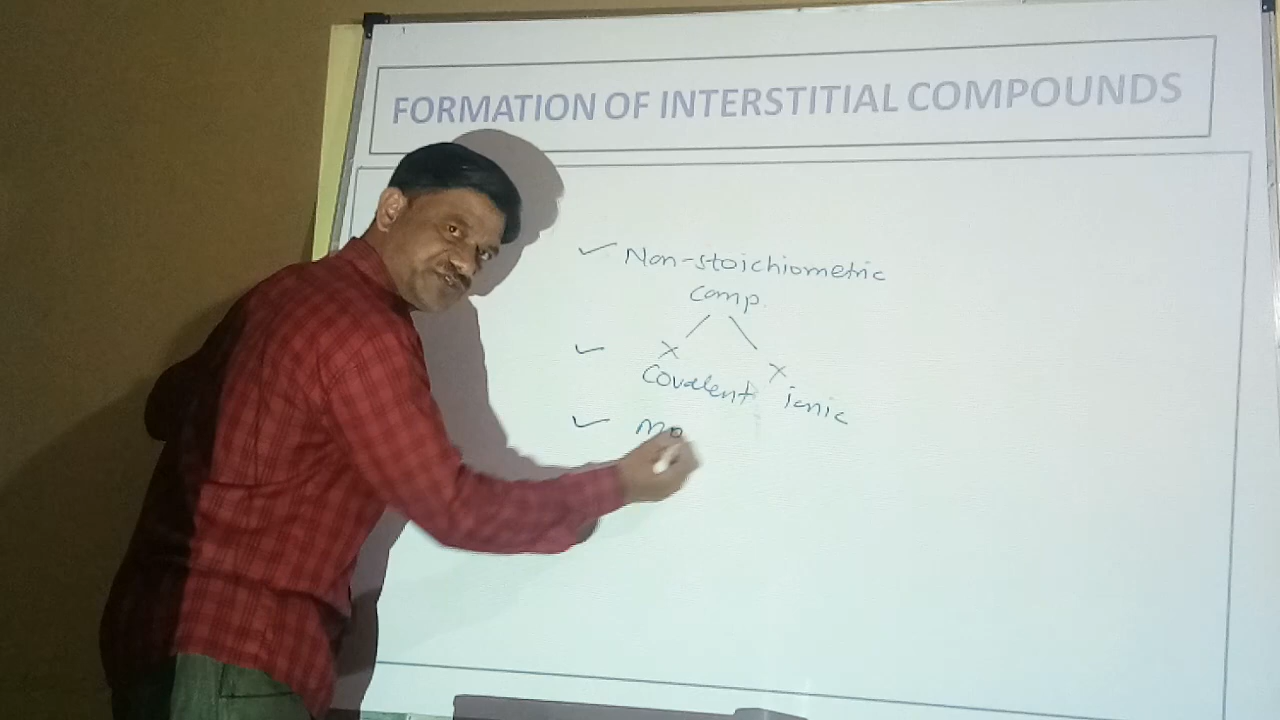 FORMATION OF INTERSTITIAL COMPOUNDS
✓ Non-stoichiometric
comp.
✓ × ×
Covalent ionic
✓ Mo